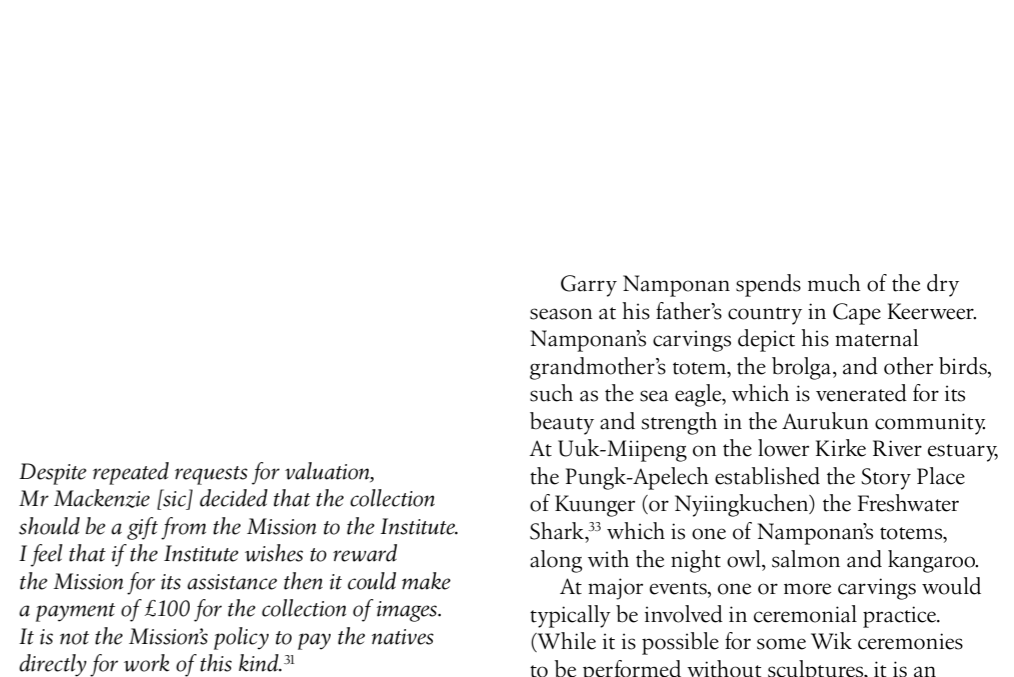 Despite repeated requests for valuation,
Mr Mackenzie [sic] decided that the collection
should be a gift from the Mission to the Institute.
I feel that if the Institute wishes to reward
the Mission for its assistance then it could make
a payment of £100 for the collection of images.
It is not the Mission's policy to pay the natives
directly for work of this kind.³¹
Garry Namponan spends much of the dry
season at his father's country in Cape Keerweer.
Namponan's carvings depict his maternal
grandmother's totem, the brolga, and other birds,
such as the sea eagle, which is venerated for its
beauty and strength in the Aurukun community.
At Uuk-Miipeng on the lower Kirke River estuary,
the Pungk-Apelech established the Story Place
of Kuunger (or Nyiingkuchen) the Freshwater
Shark,³³ which is one of Namponan's totems,
along with the night owl, salmon and kangaroo.
At major events, one or more carvings would
typically be involved in ceremonial practice.
(While it is possible for some Wik ceremonies
to be performed without sculptures, it is an